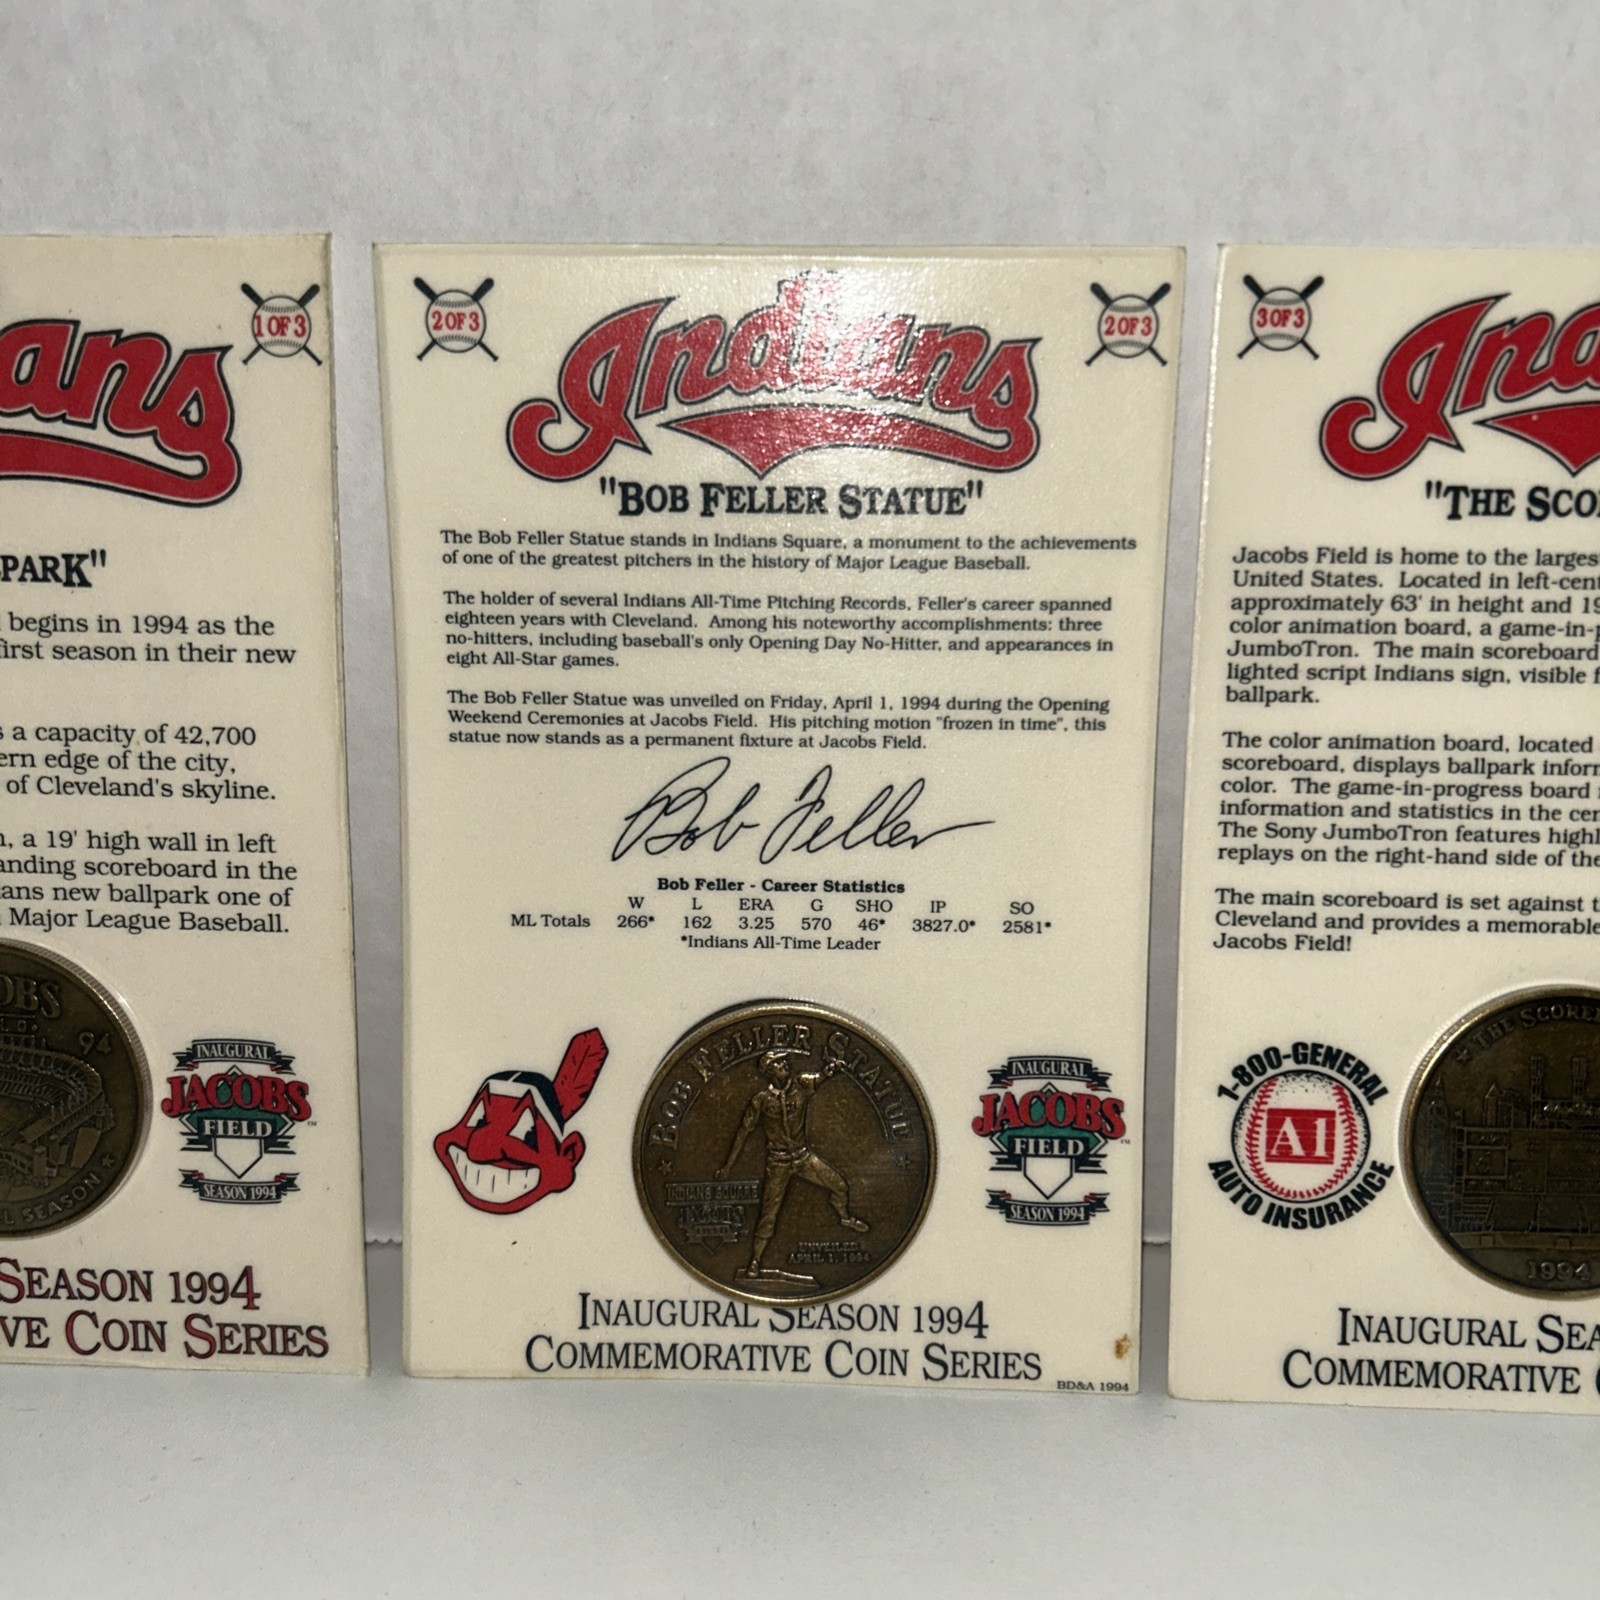 1 OF 3
ans
PARK"
begins in 1994 as the
first season in their new
a capacity of 42,700
ern edge of the city,
of Cleveland's skyline.
, a 19' high wall in left
anding scoreboard in the
ans new ballpark one of
Major League Baseball.
OBS
94
L SEASON
INAUGURAL
JACOBS
FIELD
SEASON 1994
SEASON 1994
VE COIN SERIES
2 OF 3
2 OF 3
Indians
"BOB FELLER STATUE"
The Bob Feller Statue stands in Indians Square, a monument to the achievements
of one of the greatest pitchers in the history of Major League Baseball.
The holder of several Indians All-Time Pitching Records, Feller's career spanned
eighteen years with Cleveland. Among his noteworthy accomplishments: three
no-hitters, including baseball's only Opening Day No-Hitter, and appearances in
eight All-Star games.
The Bob Feller Statue was unveiled on Friday, April 1, 1994 during the Opening
Weekend Ceremonies at Jacobs Field. His pitching motion "frozen in time", this
statue now stands as a permanent fixture at Jacobs Field.
Bob Feller
Bob Feller - Career Statistics
W L ERA G SHO IP SO
ML Totals 266* 162 3.25 570 46* 3827.0* 2581*
*Indians All-Time Leader
BOB FELLER STATUE
INDIANS SQUARE
JACOBS
UNVEILED
APRIL 1, 1994
INAUGURAL
JACOBS
FIELD
TM
SEASON 1994
INAUGURAL SEASON 1994
COMMEMORATIVE COIN SERIES
BD&A 1994
3 OF 3
Ind
"THE SCO
Jacobs Field is home to the larges
United States. Located in left-cent
approximately 63' in height and 19
color animation board, a game-in-p
JumboTron. The main scoreboard
lighted script Indians sign, visible f
ballpark.
The color animation board, located
scoreboard, displays ballpark inform
color. The game-in-progress board
information and statistics in the cen
The Sony JumboTron features highl
replays on the right-hand side of the
The main scoreboard is set against t
Cleveland and provides a memorable
Jacobs Field!
1-800-GENERAL
A1
AUTO INSURANCE
THE SCORE
1994
INAUGURAL SEA
COMMEMORATIVE